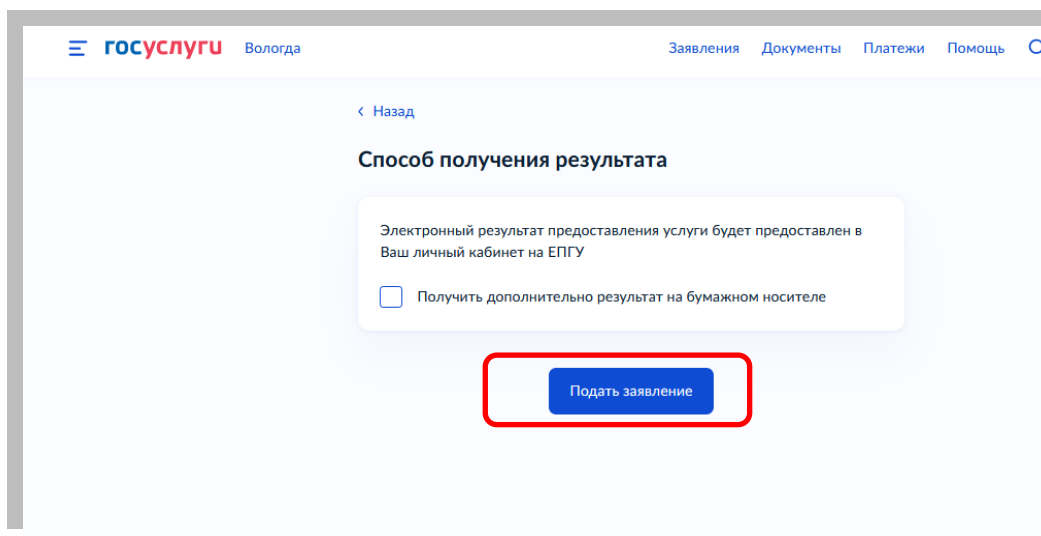 госуслуги Вологда Заявления Документы Платежи Помощь
Назад
Способ получения результата
Электронный результат предоставления услуги будет предоставлен в
Ваш личный кабинет на ЕПГУ
Получить дополнительно результат на бумажном носителе
Подать заявление